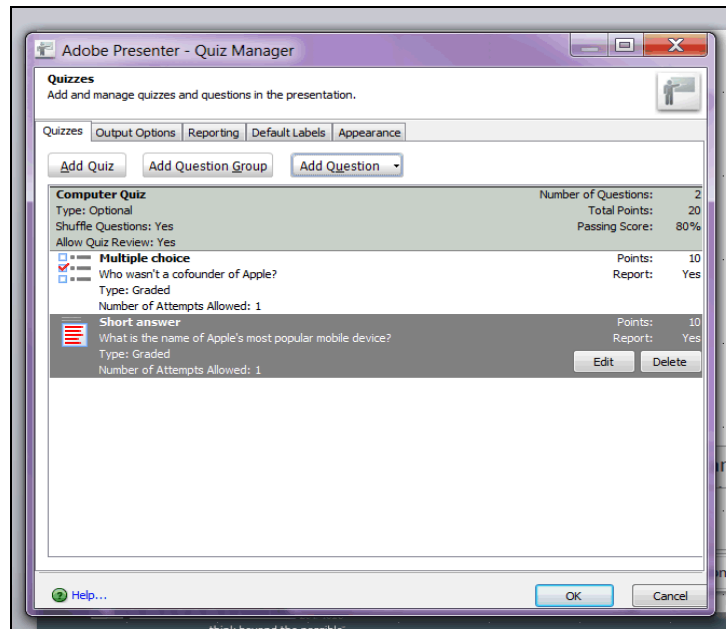 Adobe Presenter - Quiz Manager
Quizzes
Add and manage quizzes and questions in the presentation.
Quizzes Output Options Reporting Default Labels Appearance
Add Quiz Add Question Group Add Question
Computer Quiz Number of Questions: 2
Type: Optional Total Points: 20
Shuffle Questions: Yes Passing Score: 80%
Allow Quiz Review: Yes
Multiple choice Points: 10
Who wasn't a cofounder of Apple? Report: Yes
Type: Graded
Number of Attempts Allowed: 1
Short answer Points: 10
What is the name of Apple's most popular mobile device? Report: Yes
Type: Graded
Number of Attempts Allowed: 1
Edit Delete
Help...
OK Cancel
think beyond the possible